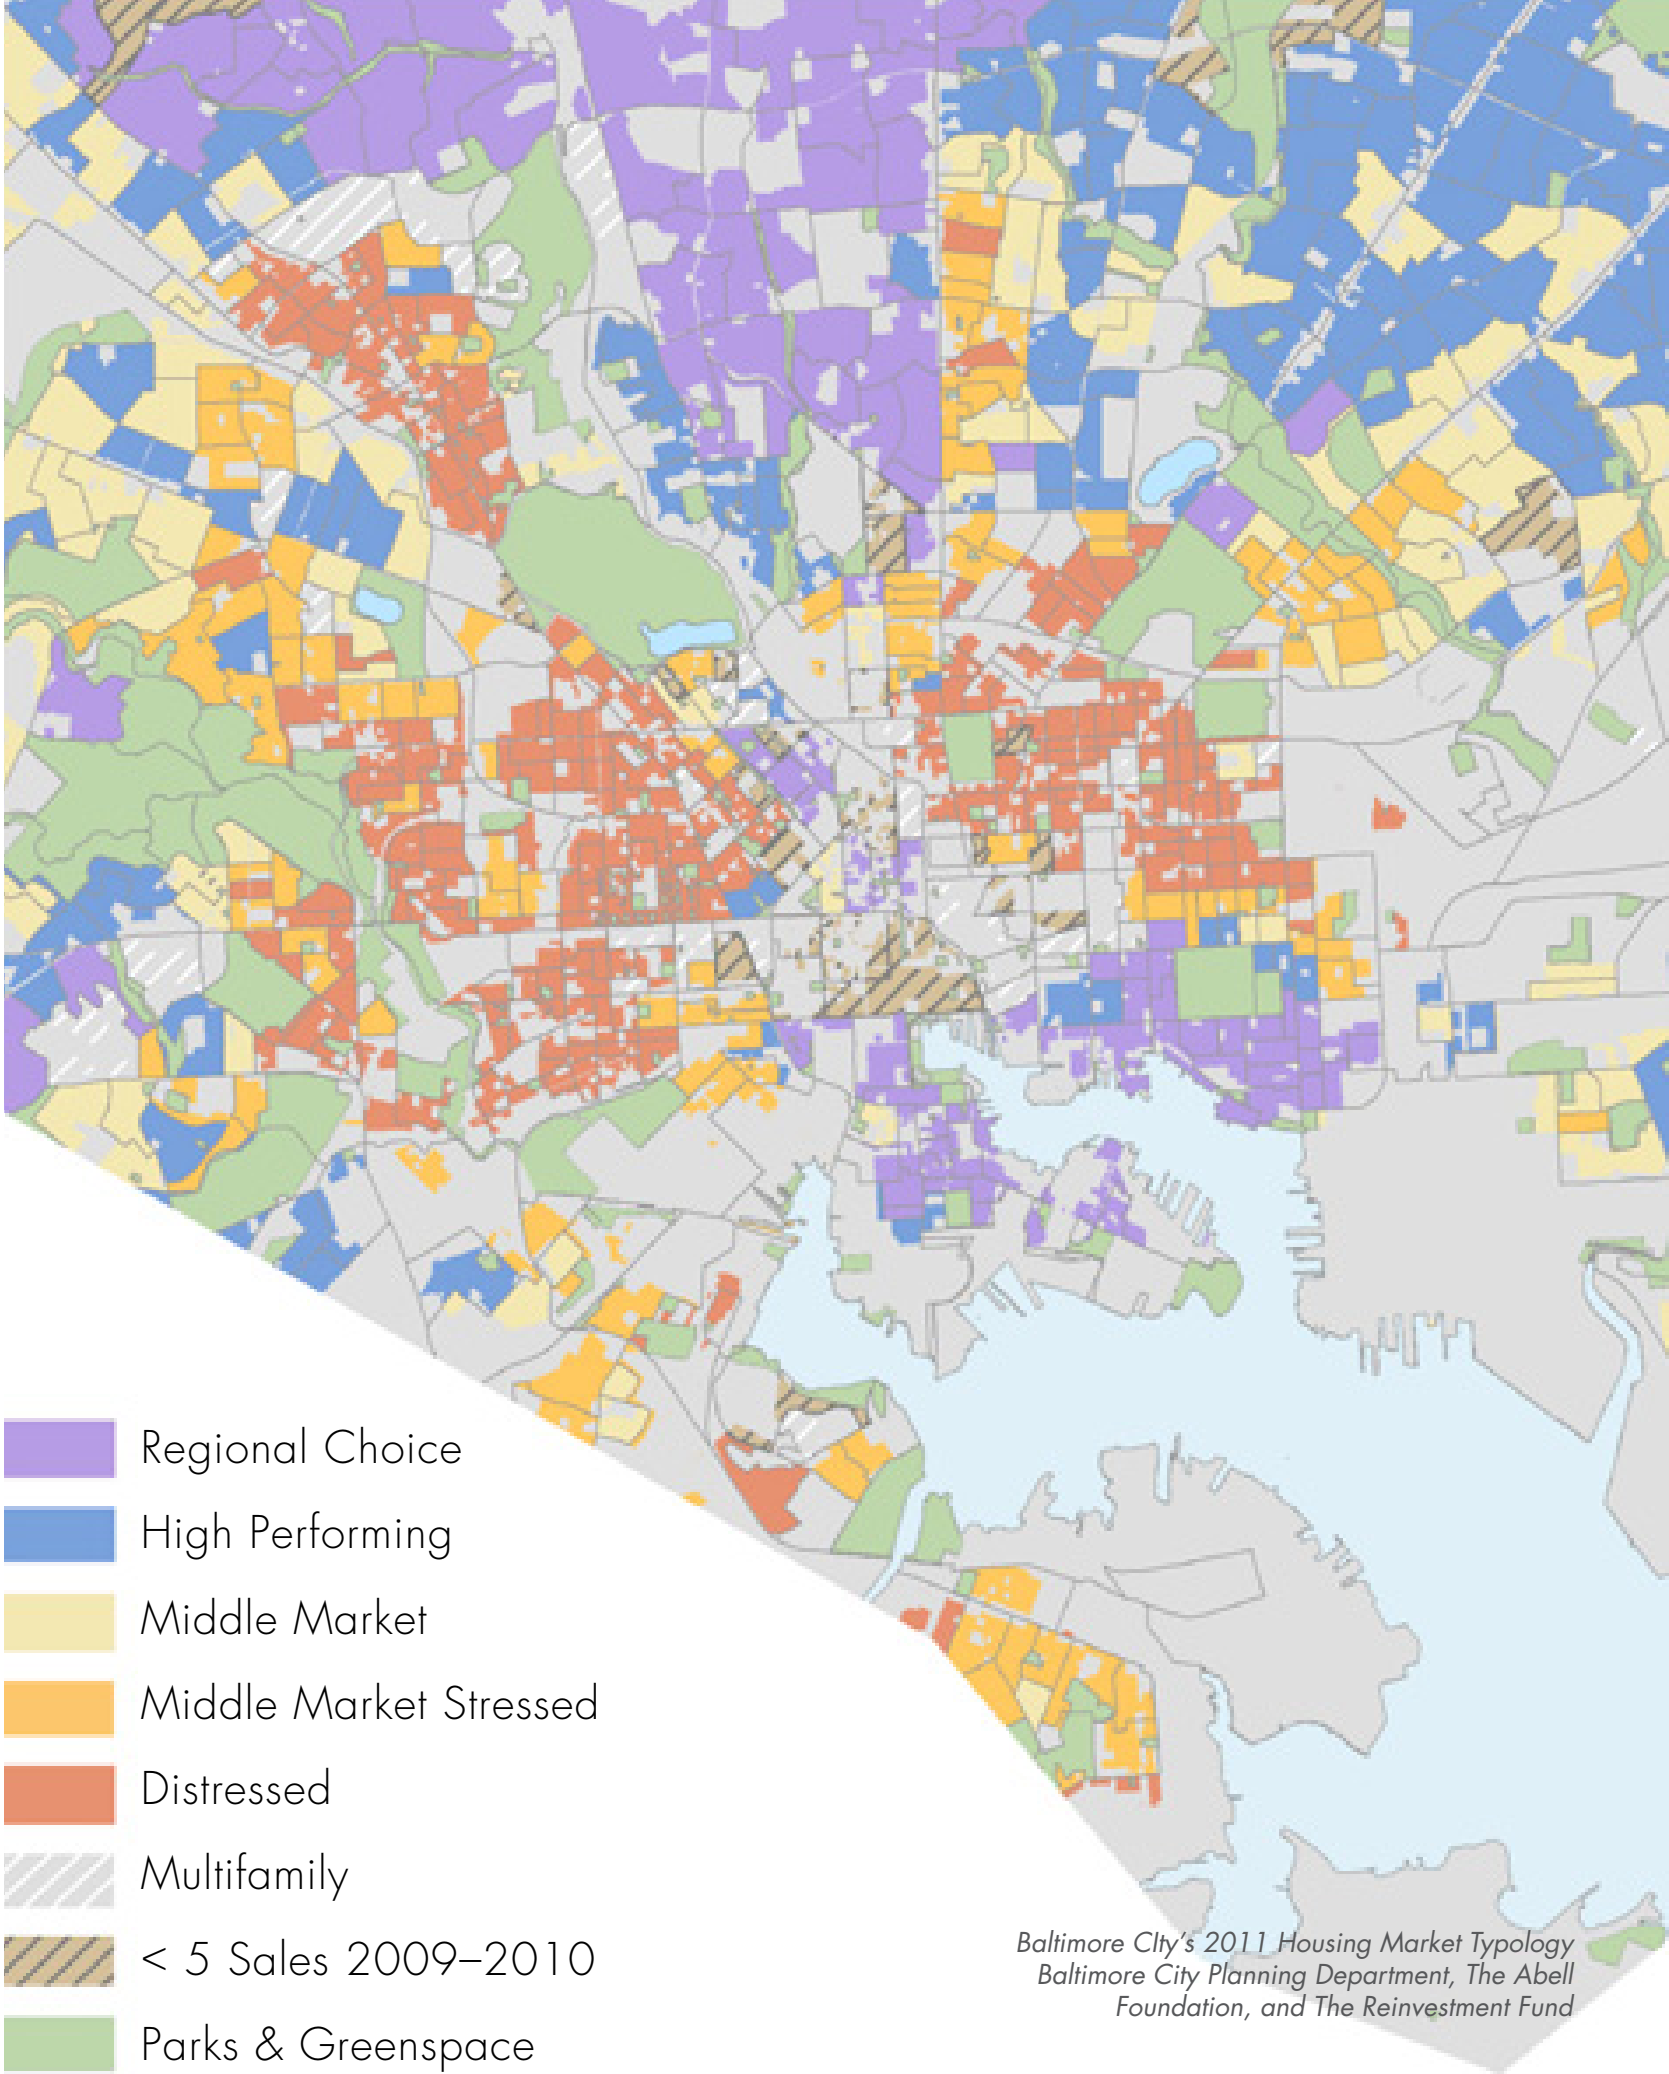 Regional Choice
High Performing
Middle Market
Middle Market Stressed
Distressed
Multifamily
< 5 Sales 2009–2010
Parks & Greenspace
Baltimore CIty's 2011 Housing Market Typology
Baltimore City Planning Department, The Abell
Foundation, and The Reinvestment Fund